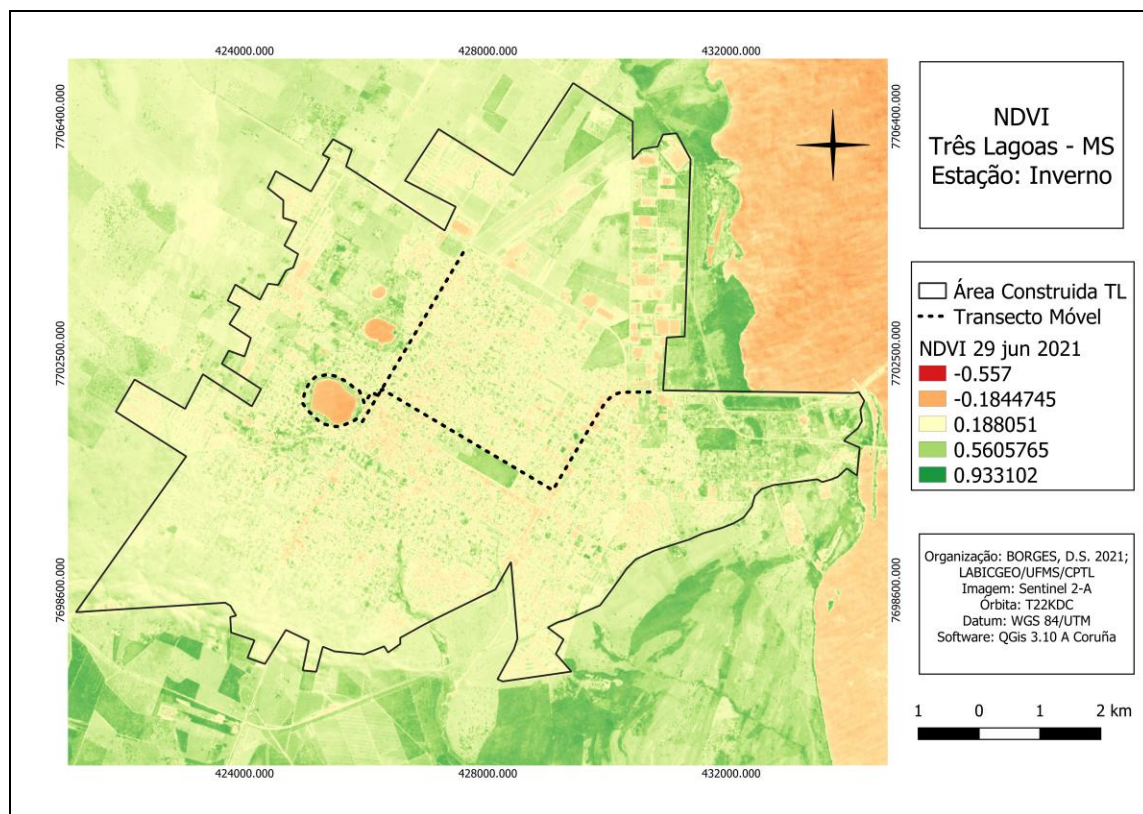 424000.000
428000.000
432000.000
7706400.000
7702500.000
7698600.000
7706400.000
7702500.000
7698600.000
424000.000
428000.000
432000.000
NDVI
Três Lagoas - MS
Estação: Inverno
Área Construida TL
Transecto Móvel
NDVI 29 jun 2021
-0.557
-0.1844745
0.188051
0.5605765
0.933102
Organização: BORGES, D.S. 2021;
LABICGEO/UFMS/CPTL
Imagem: Sentinel 2-A
Órbita: T22KDC
Datum: WGS 84/UTM
Software: QGis 3.10 A Coruña
1 0 1 2 km